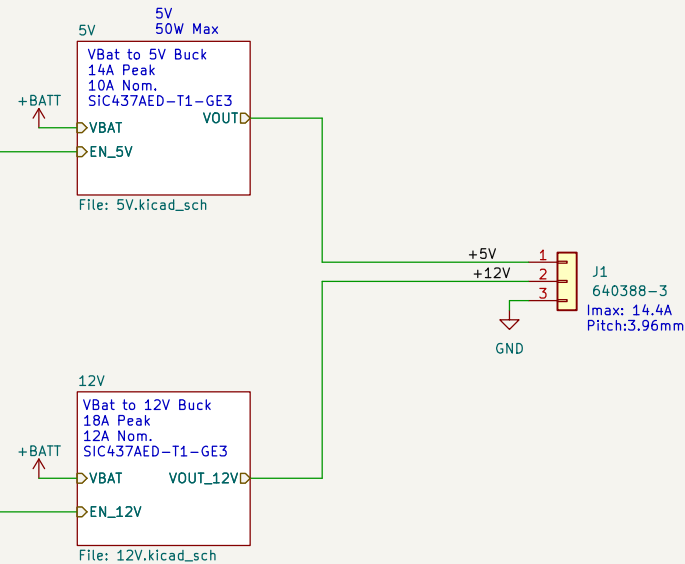 5V
50W Max
5V
VBat to 5V Buck
14A Peak
10A Nom.
SiC437AED-T1-GE3
+BATT
VBAT
VOUT
EN_5V
File: 5V.kicad_sch
+5V
1
+12V
2
3
J1
640388-3
Imax: 14.4A
Pitch:3.96mm
GND
12V
VBat to 12V Buck
18A Peak
12A Nom.
SIC437AED-T1-GE3
+BATT
VBAT
VOUT_12V
EN_12V
File: 12V.kicad_sch